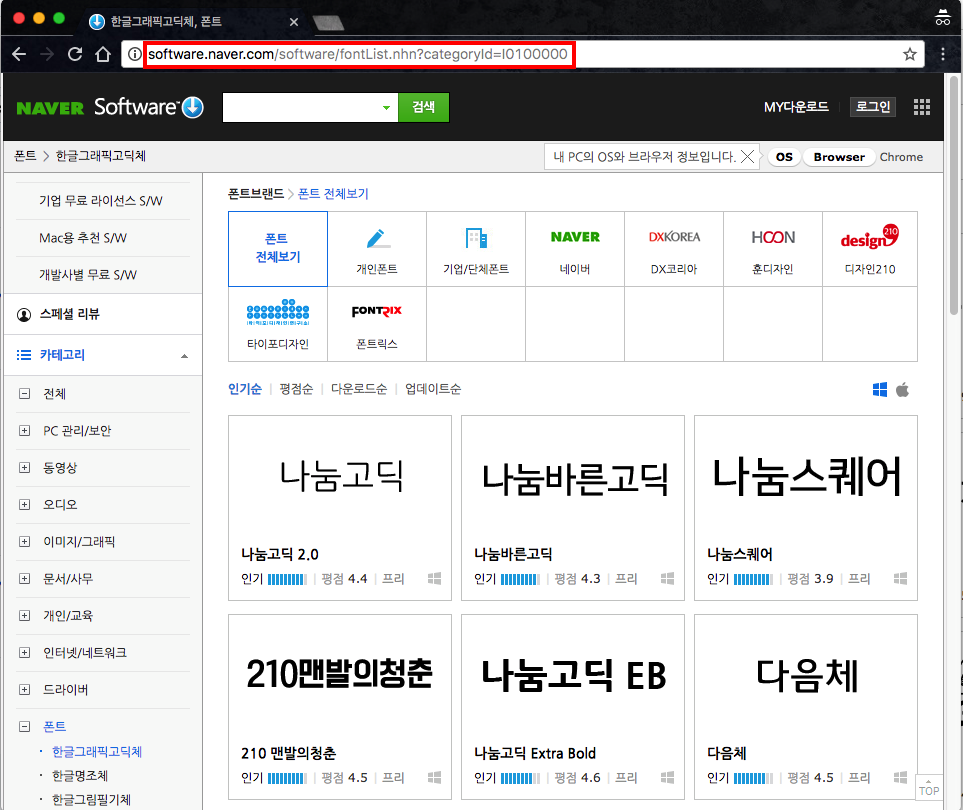 한글그래픽고딕체, 폰트
software.naver.com/software/fontList.nhn?categoryId=I0100000
NAVER Software 검색 MY다운로드 로그인
폰트 > 한글그래픽고딕체 내 PC의 OS와 브라우저 정보입니다. OS Browser Chrome
기업 무료 라이선스 S/W
Mac용 추천 S/W
개발사별 무료 S/W
스페셜 리뷰
카테고리
전체
PC 관리/보안
동영상
오디오
이미지/그래픽
문서/사무
개인/교육
인터넷/네트워크
드라이버
폰트
· 한글그래픽고딕체
· 한글명조체
· 한글그림필기체
폰트브랜드 > 폰트 전체보기
폰트
전체보기
개인폰트
기업/단체폰트
NAVER
네이버
DXKOREA
DX코리아
HOON
훈디자인
design210
디자인210
타이포디자인
FONTRIX
폰트릭스
인기순 | 평점순 | 다운로드순 | 업데이트순
나눔고딕
나눔고딕 2.0
인기 | 평점 4.4 | 프리
나눔바른고딕
나눔바른고딕
인기 | 평점 4.3 | 프리
나눔스퀘어
나눔스퀘어
인기 | 평점 3.9 | 프리
210맨발의청춘
210 맨발의청춘
인기 | 평점 4.5 | 프리
나눔고딕 EB
나눔고딕 Extra Bold
인기 | 평점 4.6 | 프리
다음체
다음체
인기 | 평점 4.5 | 프리
TOP